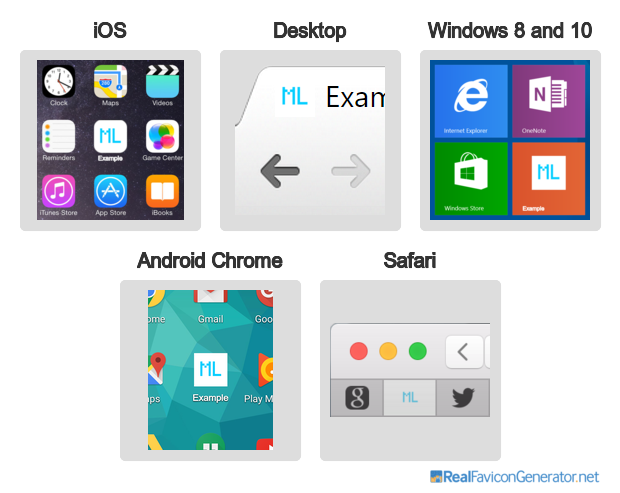 iOS
Desktop
Windows 8 and 10
Clock
Maps
Videos
ML
Exam
Internet Explorer
OneNote
Reminders
ML
Example
Game Center
iTunes Store
App Store
iBooks
Windows Store
ML
Example
Android Chrome
Safari
ome
Gmail
Goo
ML
aps
Example
Play M
g
ML
RealFaviconGenerator.net